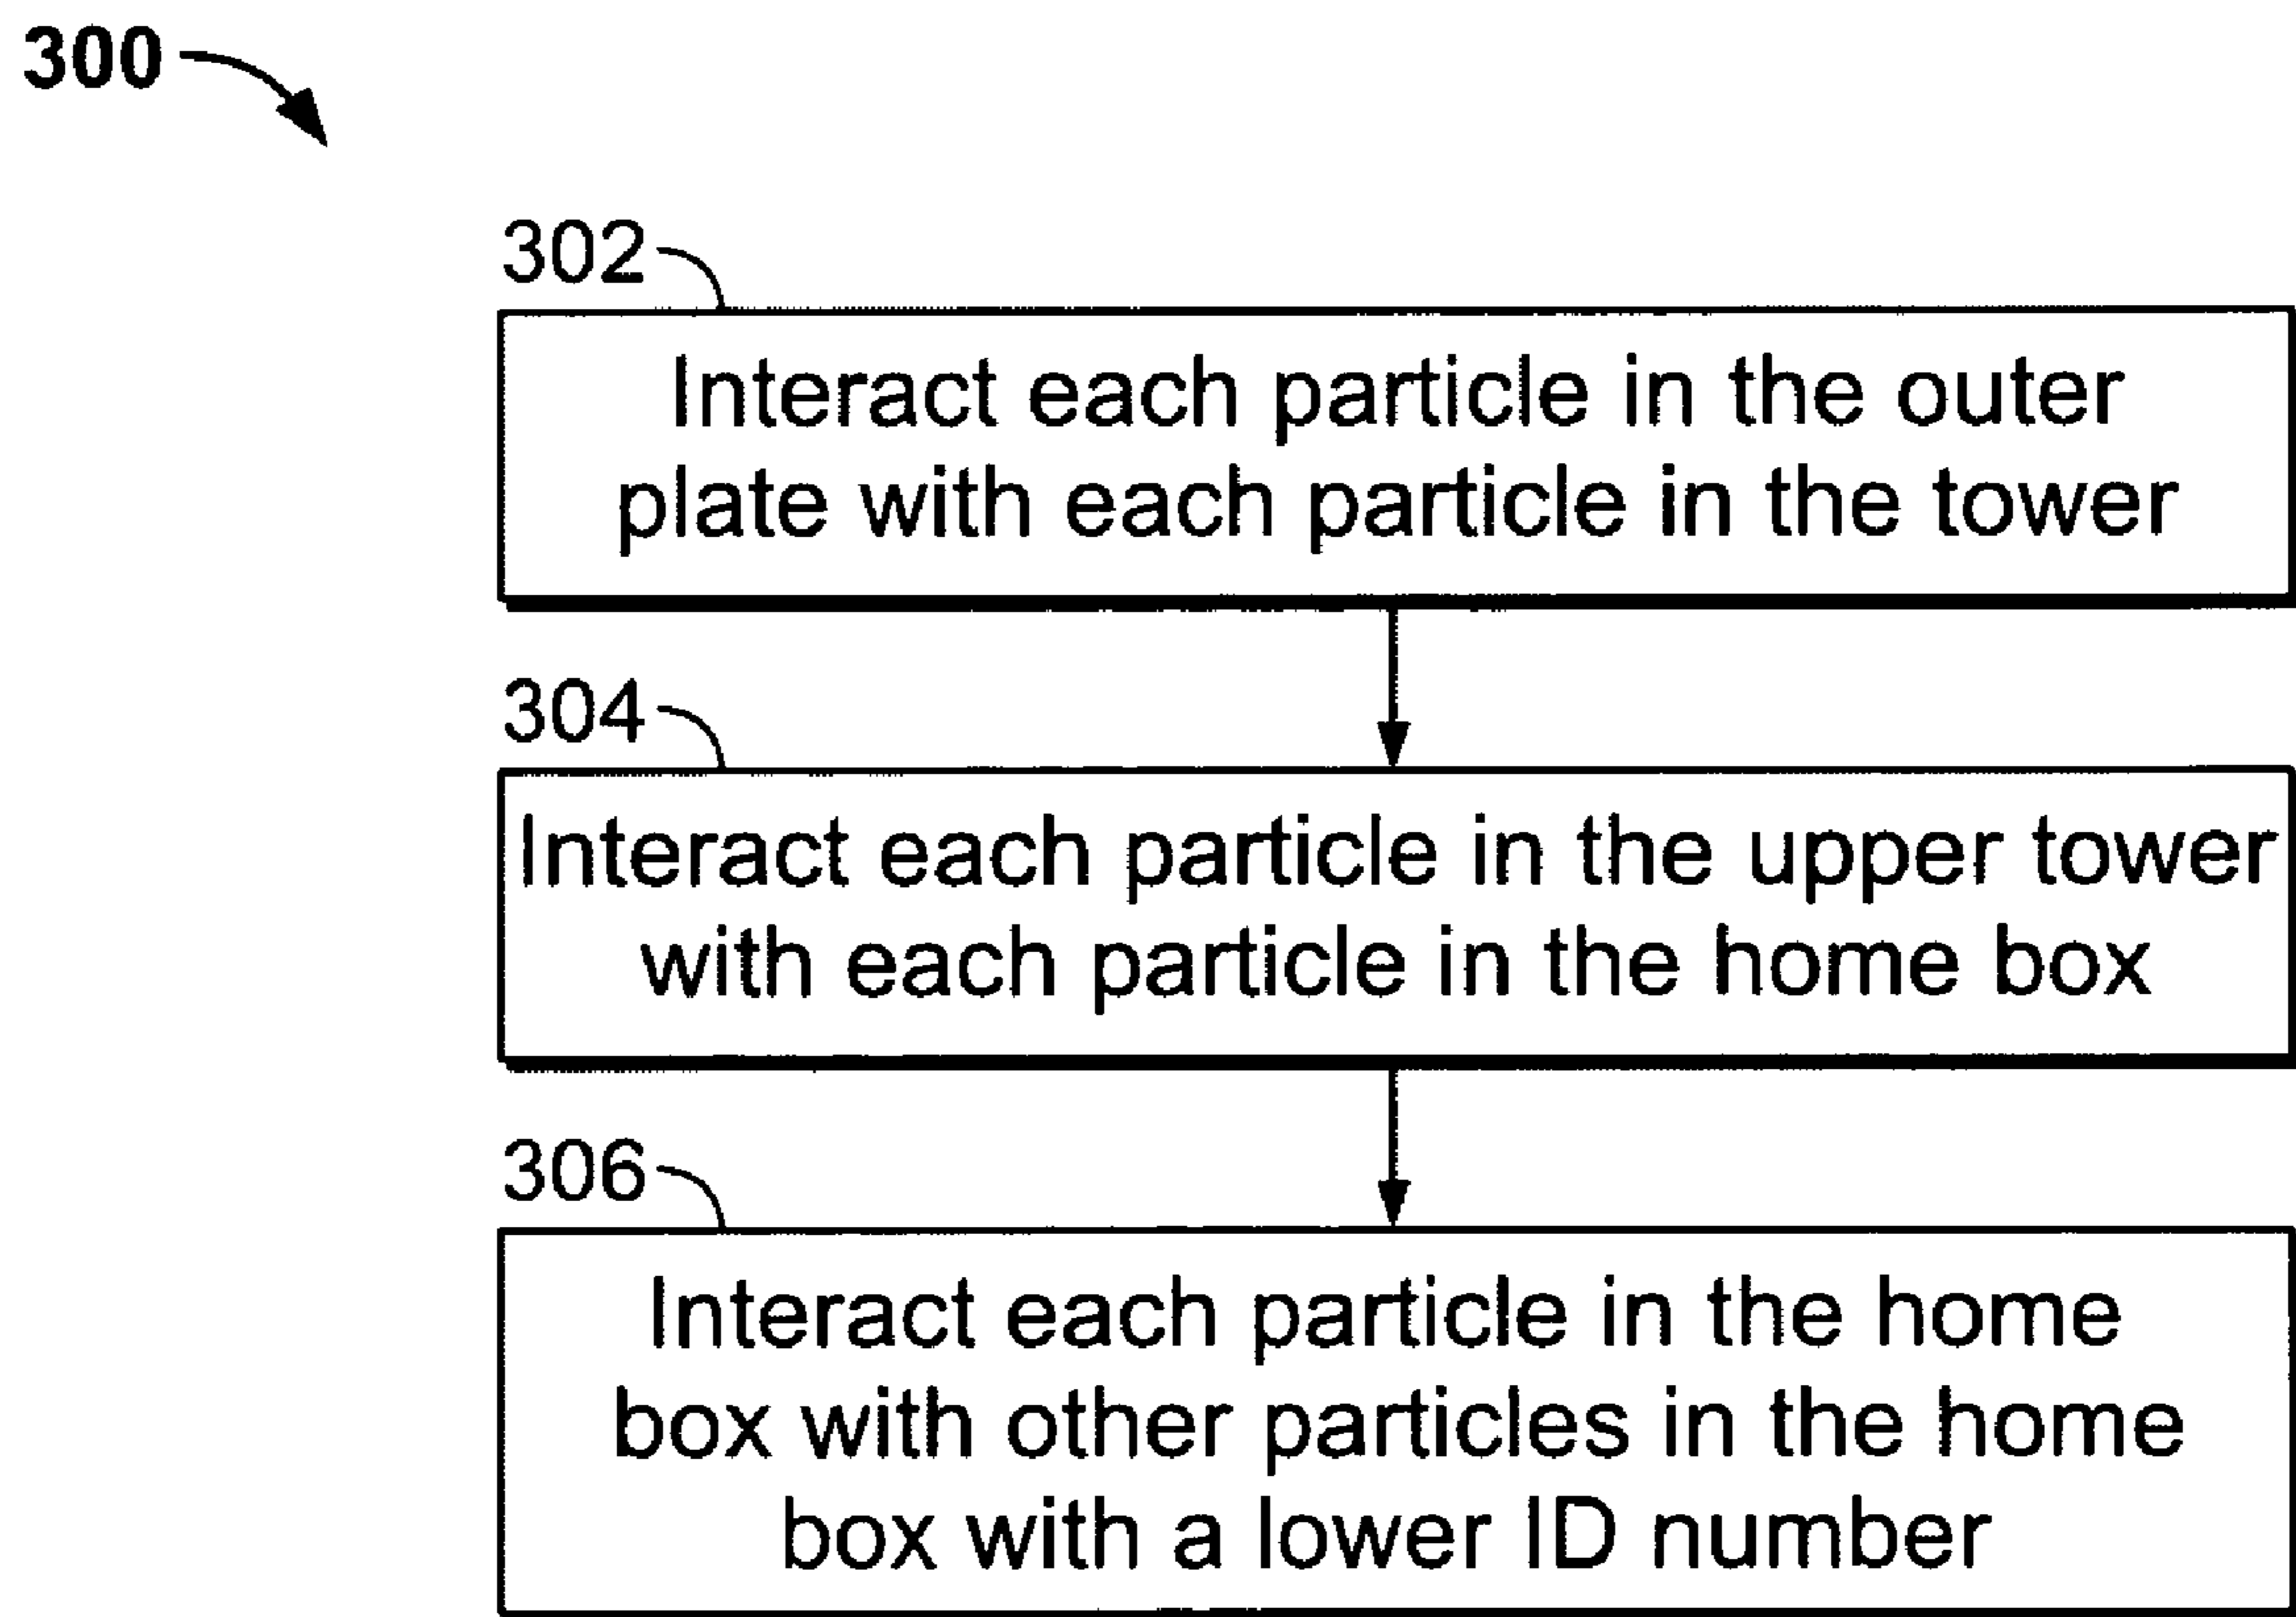 300
302
Interact each particle in the outer
plate with each particle in the tower
304
Interact each particle in the upper tower
with each particle in the home box
306
Interact each particle in the home
box with other particles in the home
box with a lower ID number